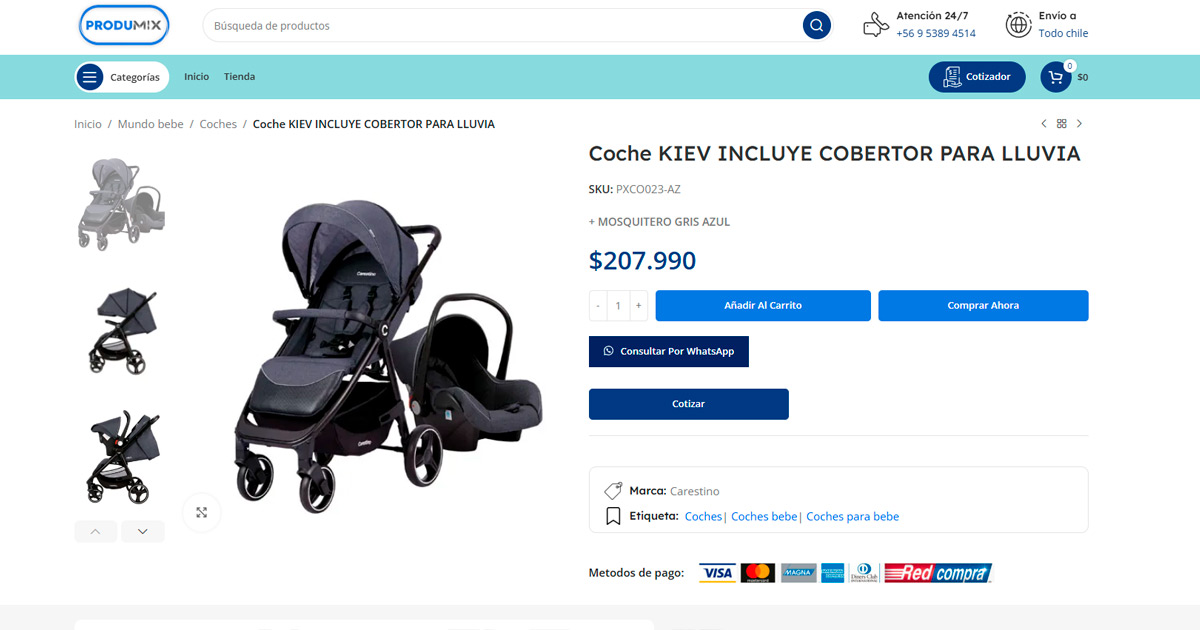 PRODUMIX
Búsqueda de productos
Atención 24/7
+56 9 5389 4514
Envío a
Todo chile
Categorías
Inicio
Tienda
Cotizador
0
$0
Inicio / Mundo bebe / Coches / Coche KIEV INCLUYE COBERTOR PARA LLUVIA
Coche KIEV INCLUYE COBERTOR PARA LLUVIA
SKU: PXCO023-AZ
+ MOSQUITERO GRIS AZUL
$207.990
- 1 +
Añadir Al Carrito
Comprar Ahora
Consultar Por WhatsApp
Cotizar
Carestino
Carestino
Marca: Carestino
Etiqueta: Coches| Coches bebe| Coches para bebe
Metodos de pago:
VISA
MAGNA
Diners Club
Red compra